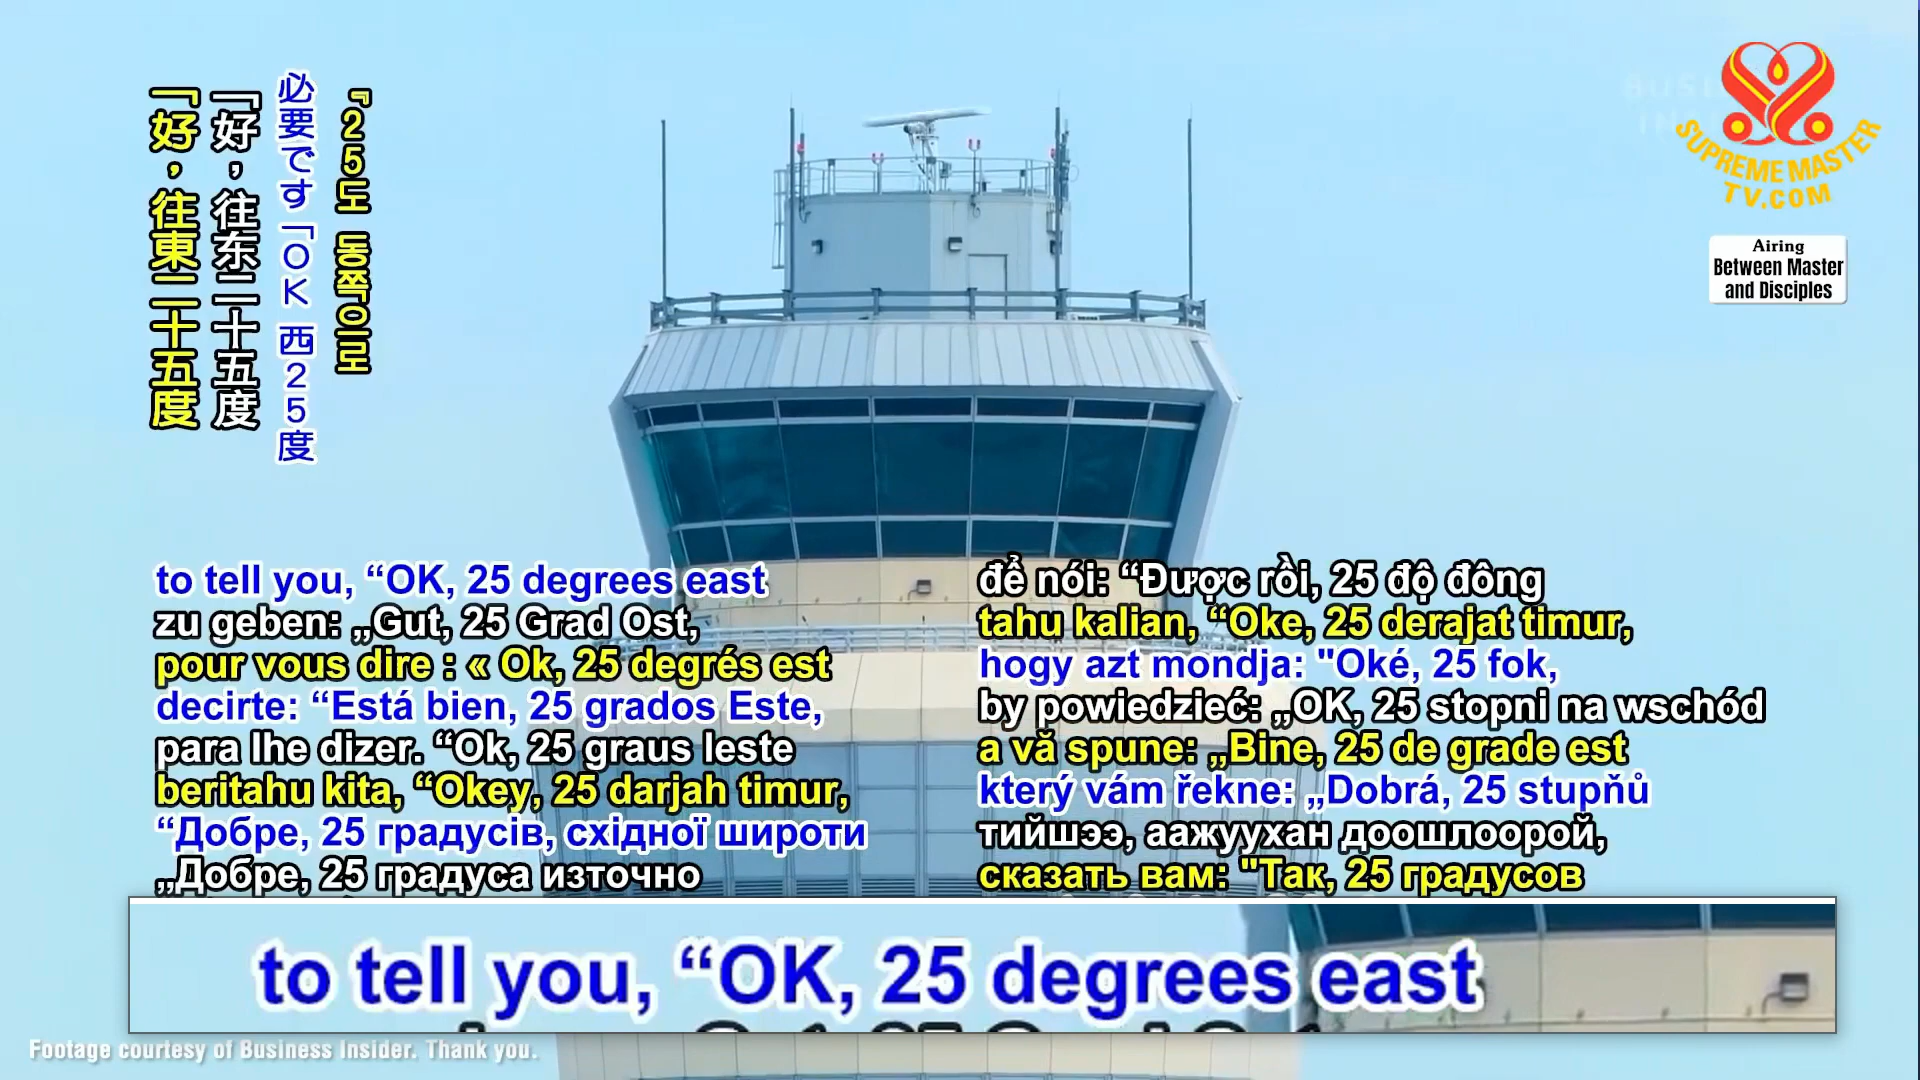 「好，往東二十五度
「好，往东二十五度
必要です「OK 西25度
『25도 동쪽으로
SUPREME MASTER
TV.COM
Airing
Between Master
and Disciples
to tell you, “OK, 25 degrees east
zu geben: „Gut, 25 Grad Ost,
pour vous dire : « Ok, 25 degrés est
decirte: “Está bien, 25 grados Este,
para lhe dizer. “Ok, 25 graus leste
beritahu kita, “Okey, 25 darjah timur,
“Добре, 25 градусів, східної широти
„Добре, 25 градуса източно
để nói: “Được rồi, 25 độ đông
tahu kalian, “Oke, 25 derajat timur,
hogy azt mondja: "Oké, 25 fok,
by powiedzieć: „OK, 25 stopni na wschód
a vă spune: „Bine, 25 de grade est
který vám řekne: „Dobrá, 25 stupňů
тийшээ, аажуухан доошлоорой,
сказать вам: "Так, 25 градусов
to tell you, “OK, 25 degrees east
Footage courtesy of Business Insider. Thank you.